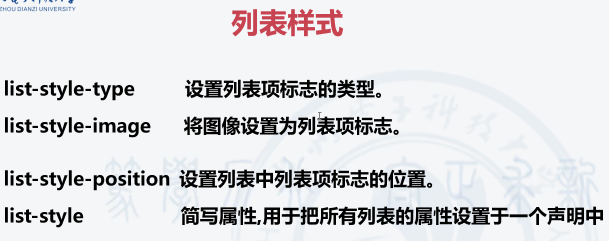 ZHOU DIANZI UNIVERSITY
列表样式
list-style-type 设置列表项标志的类型。
list-style-image 将图像设置为列表项标志。
list-style-position 设置列表中列表项标志的位置。
list-style 简写属性,用于把所有列表的属性设置于一个声明中